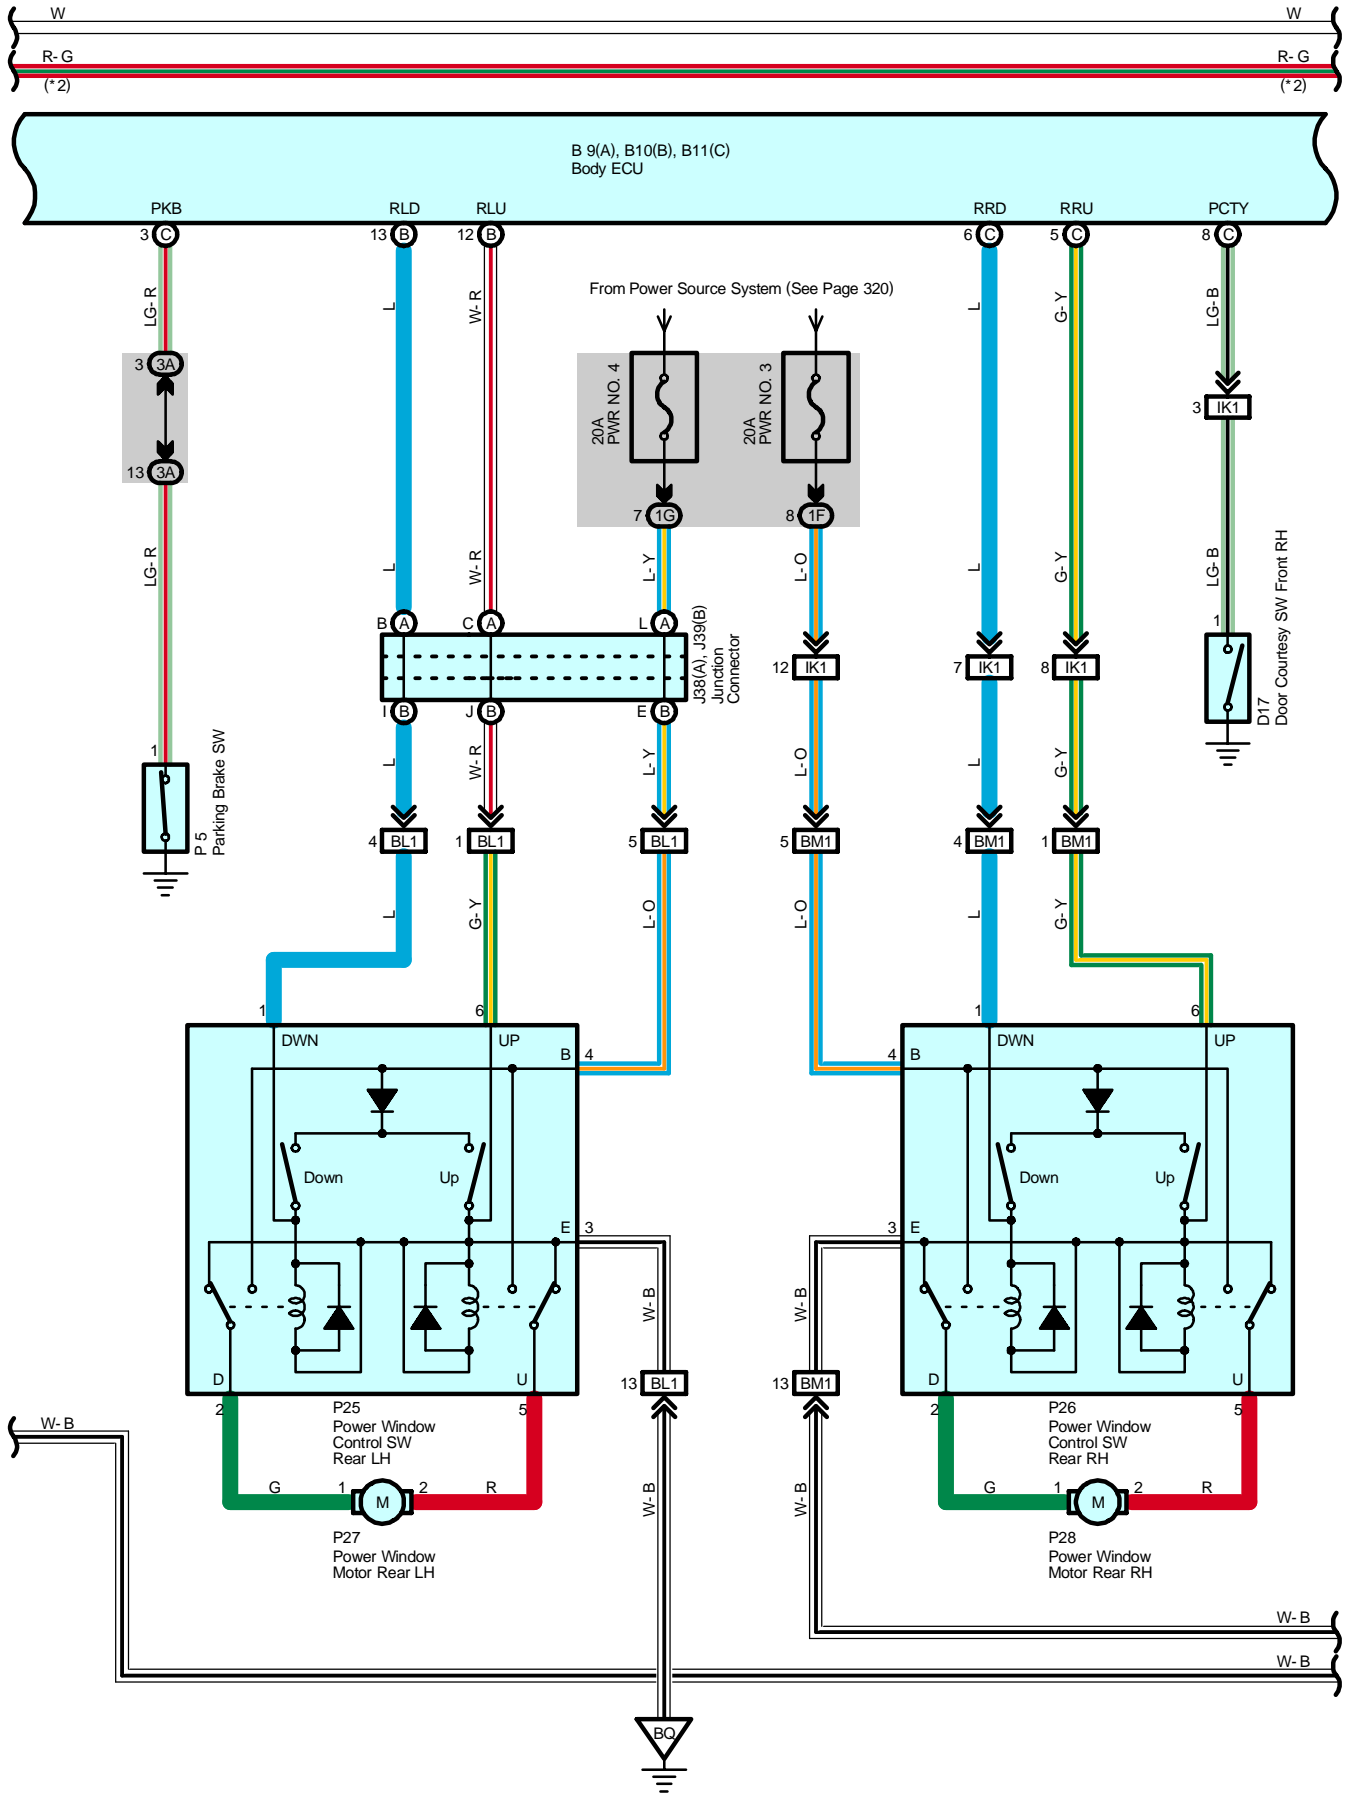 W W
R-G R-G
(*2) (*2)
B 9(A), B10(B), B11(C)
Body ECU
PKB RLD RLU RRD RRU PCTY
3 C 13 B 12 B 6 C 5 C 8 C
From Power Source System (See Page 320)
LG-R L W-R L G-Y LG-B
3 3A
20A
PWR NO. 4
20A
PWR NO. 3
3 IK1
13 3A
7 1G 8 1F
LG-R L W-R L-Y L-O L G-Y LG-B
B A C A L A
1
J38(A), J39(B)
Junction
Connector
12 IK1 7 IK1 8 IK1
D17
Door Courtesy SW Front RH
I B J B E B
1
L W-R L-Y L-O L G-Y
P 5
Parking Brake SW
4 BL1 1 BL1 5 BL1 5 BM1 4 BM1 1 BM1
L G-Y L-O L-O L G-Y
1 6 1 6
DWN UP DWN UP
B 4 4 B
Down Up Down Up
E 3 3 E
W-B W-B
D U 13 BL1 13 BM1 D U
2 5 2 5
P25
Power Window
Control SW
Rear LH
P26
Power Window
Control SW
Rear RH
W-B
G 1 M 2 R W-B W-B G 1 M 2 R
P27
Power Window
Motor Rear LH
P28
Power Window
Motor Rear RH
W-B
W-B
BQ